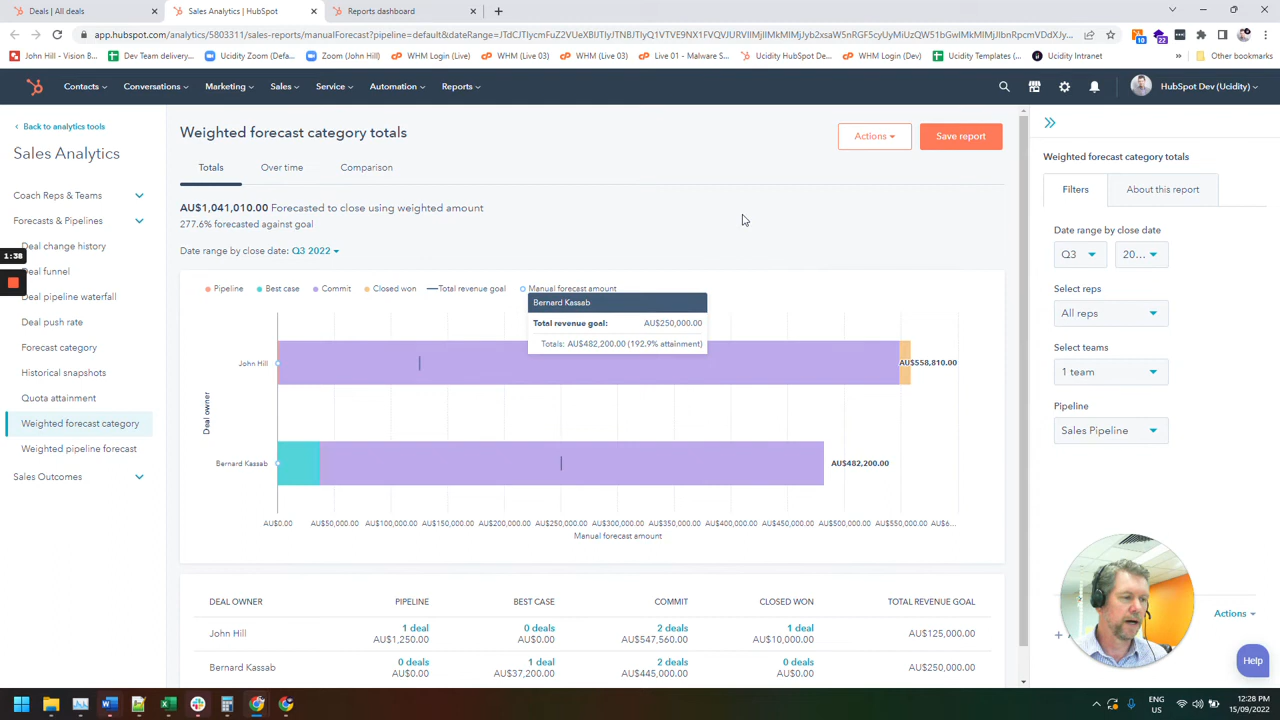 Deals | All deals
Sales Analytics | HubSpot
Reports dashboard
John Hill - Vision B...
Dev Team delivery...
Ucidity Zoom (Defa...
Zoom (John Hill)
WHM Login (Live)
WHM (Live 03)
WHM (Live 05)
Live 01 - Malware S...
Ucidity HubSpot De...
WHM Login (Dev)
Ucidity Templates (...
Ucidity Intranet
Other bookmarks
10
22
Contacts
Conversations
Marketing
Sales
Service
Automation
Reports
HubSpot Dev (Ucidity)
Back to analytics tools
Sales Analytics
Coach Reps & Teams
Forecasts & Pipelines
Deal change history
Deal funnel
Deal pipeline waterfall
Deal push rate
Forecast category
Historical snapshots
Quota attainment
Weighted forecast category
Weighted pipeline forecast
Sales Outcomes
1:38
Weighted forecast category totals
Actions
Save report
Totals
Over time
Comparison
AU$1,041,010.00 Forecasted to close using weighted amount
277.6% forecasted against goal
Date range by close date: Q3 2022
Pipeline
Best case
Commit
Closed won
Total revenue goal
Manual forecast amount
Bernard Kassab
Total revenue goal: AU$250,000.00
Totals: AU$482,200.00 (192.9% attainment)
John Hill
AU$558,810.00
Deal owner
Bernard Kassab
AU$482,200.00
AU$0.00
AU$50,000.00
AU$100,000.00
AU$150,000.00
AU$200,000.00
AU$250,000.00
AU$300,000.00
AU$350,000.00
AU$400,000.00
AU$450,000.00
AU$500,000.00
AU$550,000.00
AU$6...
Manual forecast amount
DEAL OWNER PIPELINE BEST CASE COMMIT CLOSED WON TOTAL REVENUE GOAL
John Hill
1 deal
AU$1,250.00
0 deals
AU$0.00
2 deals
AU$547,560.00
1 deal
AU$10,000.00
AU$125,000.00
Bernard Kassab
0 deals
AU$0.00
1 deal
AU$37,200.00
2 deals
AU$445,000.00
0 deals
AU$0.00
AU$250,000.00
Weighted forecast category totals
Filters
About this report
Date range by close date
Q3
20...
Select reps
All reps
Select teams
1 team
Pipeline
Sales Pipeline
Actions
Help
ENG
US
12:28 PM
15/09/2022